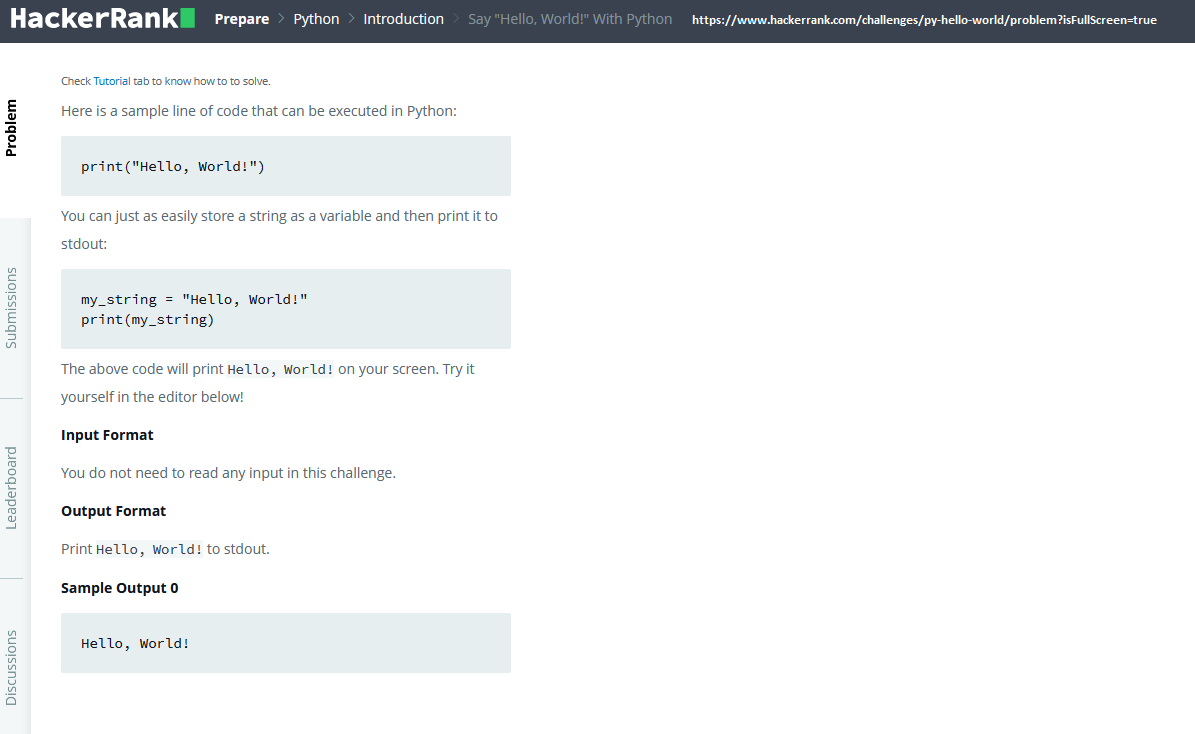 HackerRank Prepare > Python > Introduction > Say "Hello, World!" With Python https://www.hackerrank.com/challenges/py-hello-world/problem?isFullScreen=true
Problem
Submissions
Leaderboard
Discussions
Check Tutorial tab to know how to to solve.
Here is a sample line of code that can be executed in Python:
print("Hello, World!")
You can just as easily store a string as a variable and then print it to
stdout:
my_string = "Hello, World!"
print(my_string)
The above code will print Hello, World! on your screen. Try it
yourself in the editor below!
Input Format
You do not need to read any input in this challenge.
Output Format
Print Hello, World! to stdout.
Sample Output 0
Hello, World!